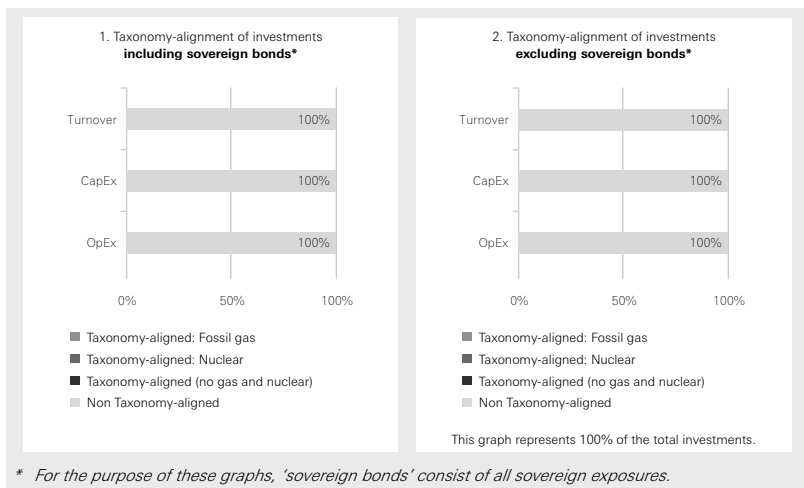 1. Taxonomy-alignment of investments
including sovereign bonds*
Turnover
100%
CapEx
100%
OpEx
100%
0%
50%
100%
Taxonomy-aligned: Fossil gas
Taxonomy-aligned: Nuclear
Taxonomy-aligned (no gas and nuclear)
Non Taxonomy-aligned
2. Taxonomy-alignment of investments
excluding sovereign bonds*
Turnover
100%
CapEx
100%
OpEx
100%
0%
50%
100%
Taxonomy-aligned: Fossil gas
Taxonomy-aligned: Nuclear
Taxonomy-aligned (no gas and nuclear)
Non Taxonomy-aligned
This graph represents 100% of the total investments.
* For the purpose of these graphs, ‘sovereign bonds’ consist of all sovereign exposures.